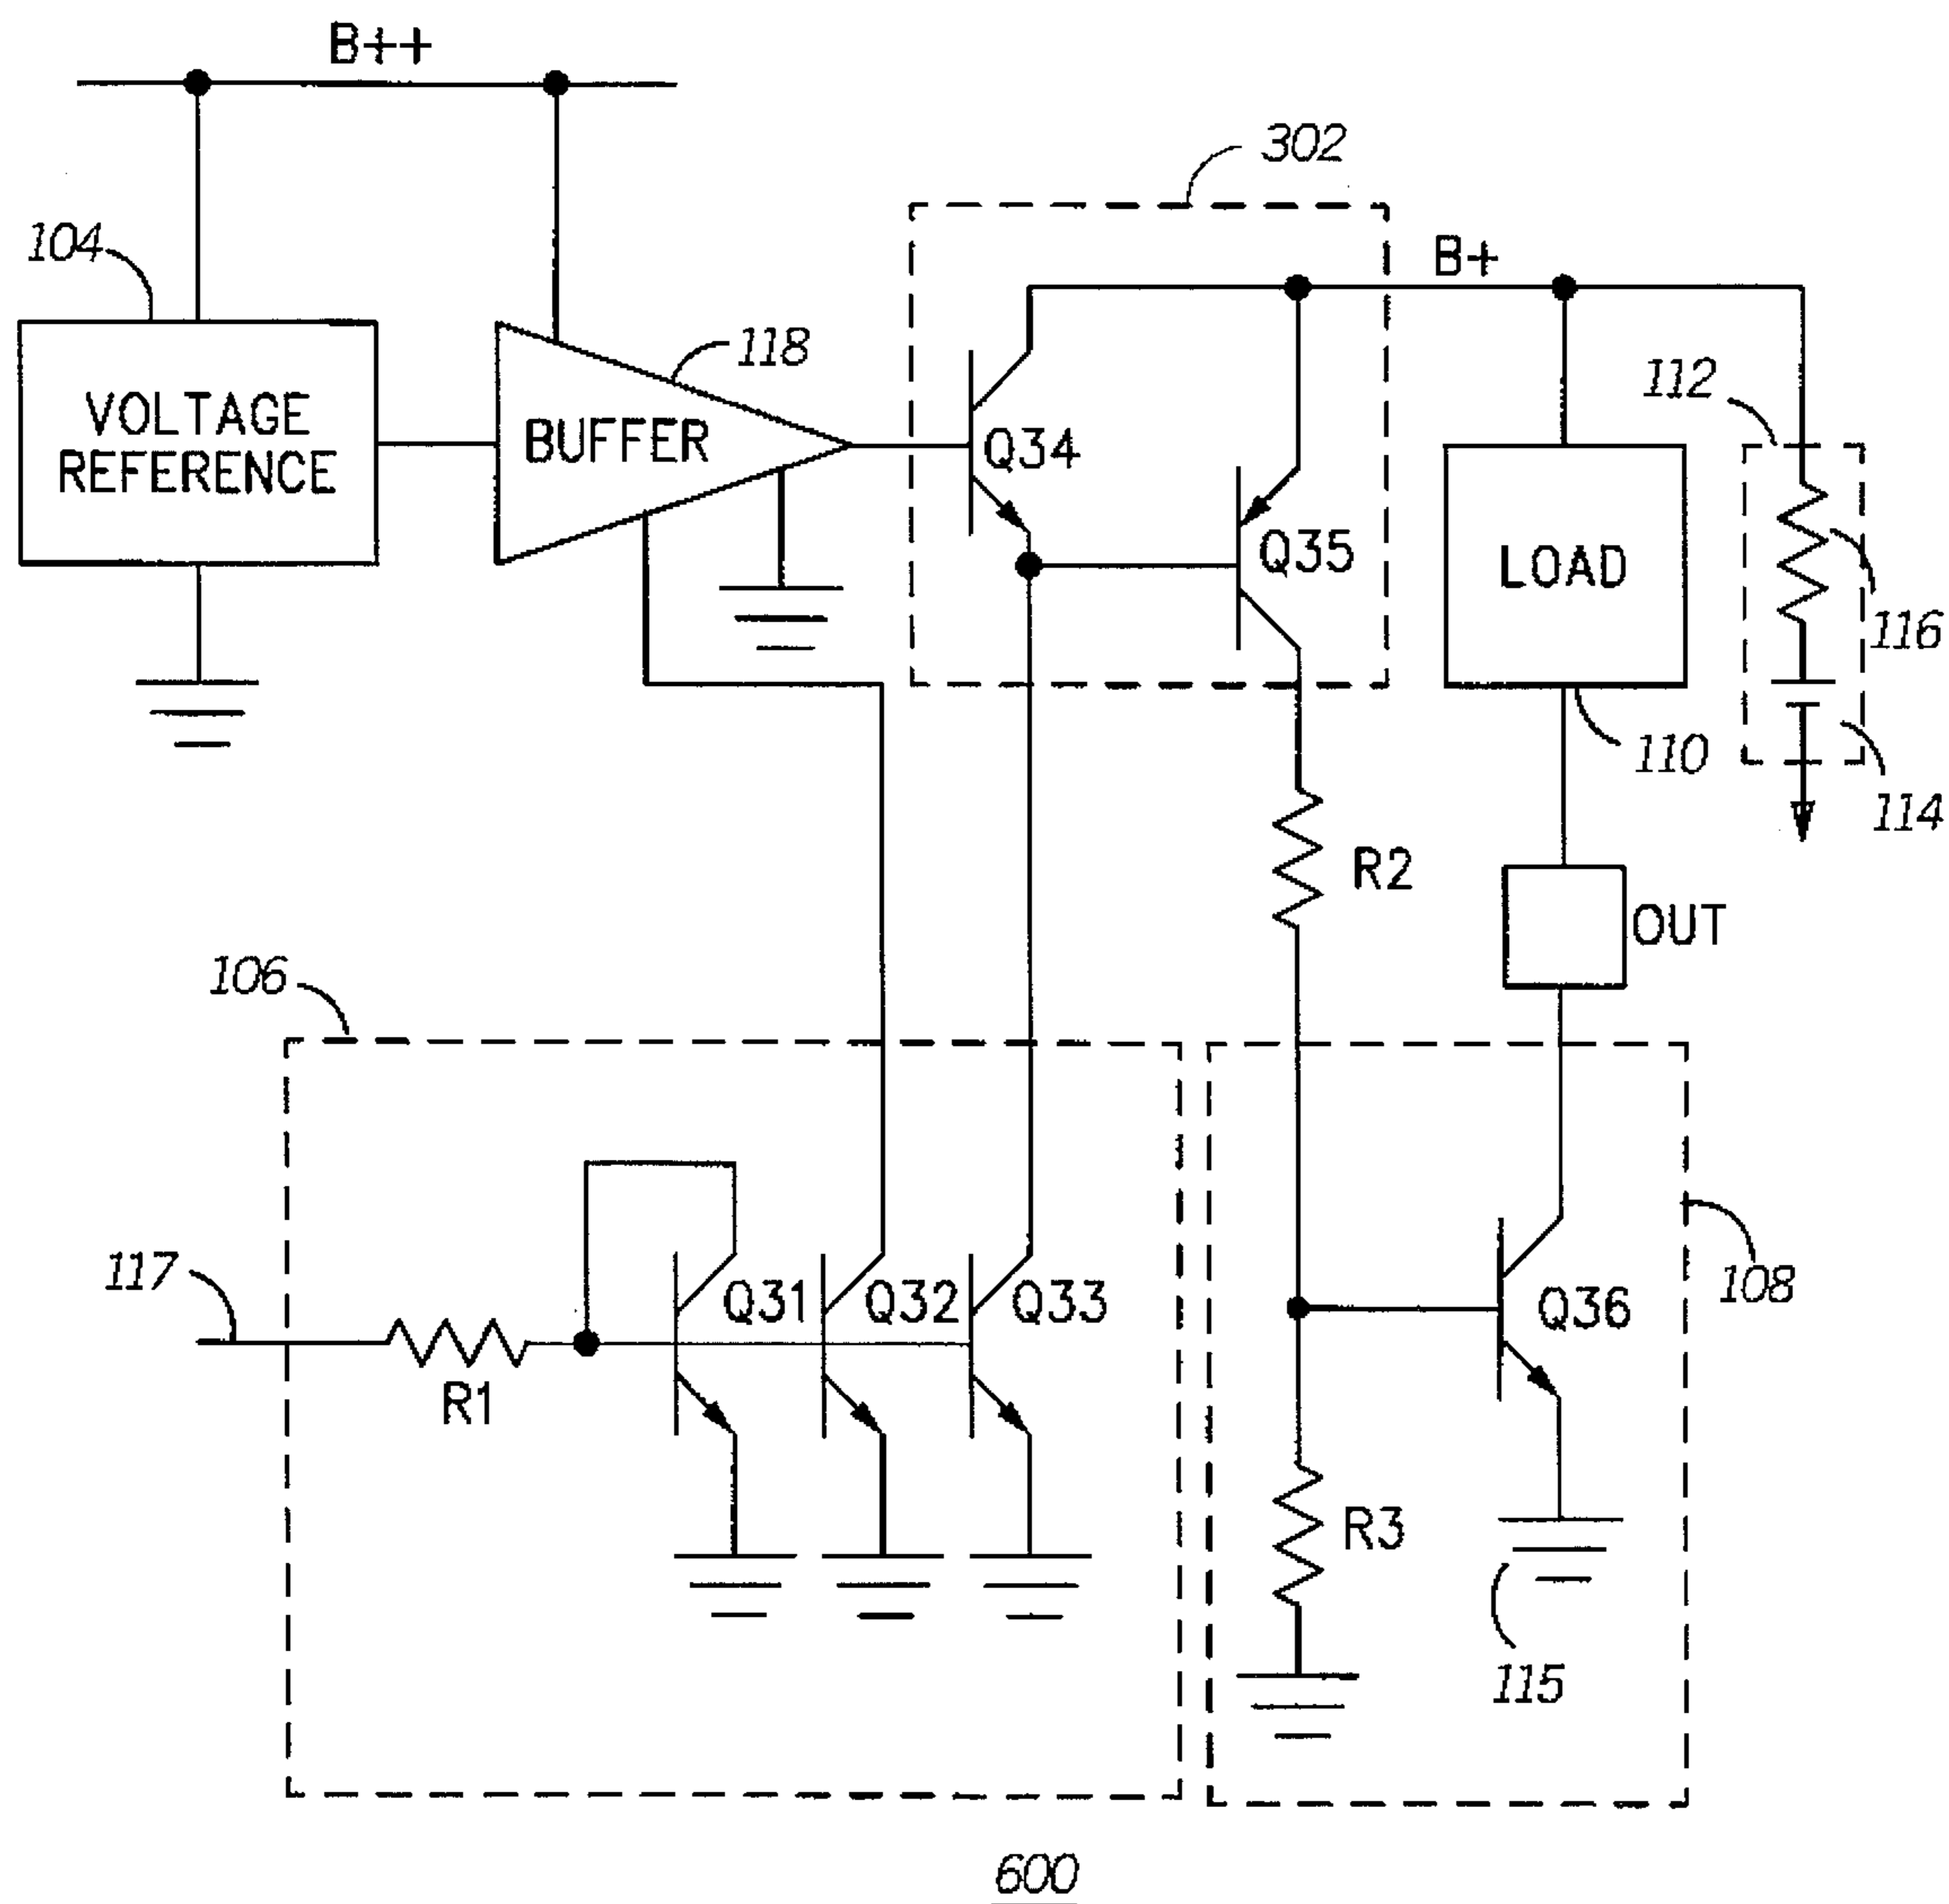 B++
302
104
B+
118
112
VOLTAGE
REFERENCE
BUFFER
Q34
Q35
LOAD
116
110
114
R2
OUT
106
117
Q31
Q32
Q33
Q36
108
R1
R3
115
600